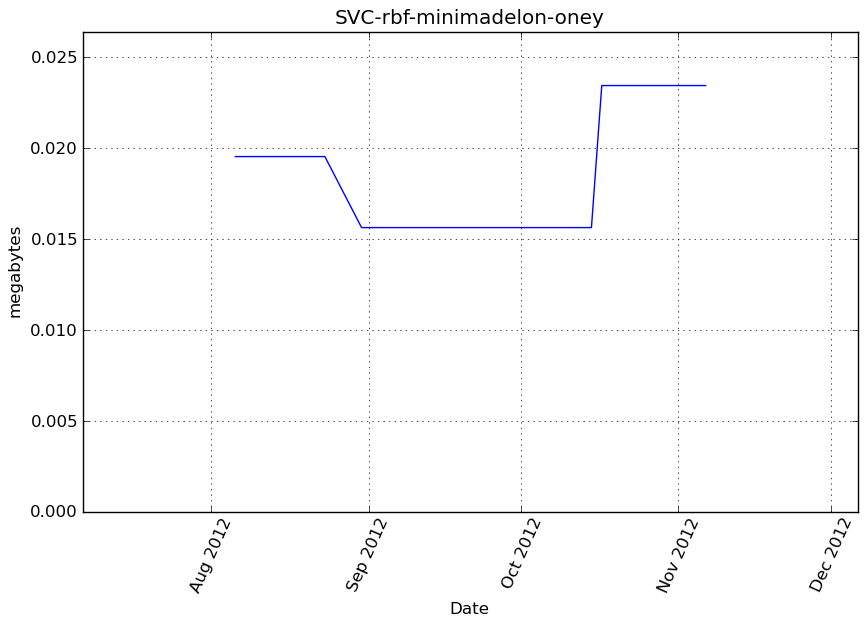 SVC-rbf-minimadelon-oney
0.025
0.020
0.015
0.010
0.005
0.000
megabytes
Aug 2012
Sep 2012
Oct 2012
Nov 2012
Dec 2012
Date